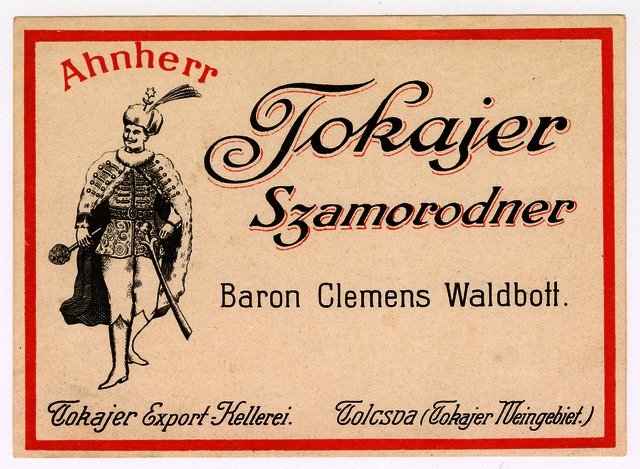 Ahnherr
Tokajer
Szamorodner
Baron Clemens Waldbott.
Tokajer Export-Kellerei.
Tolcsva (Tokajer Weingebiet.)